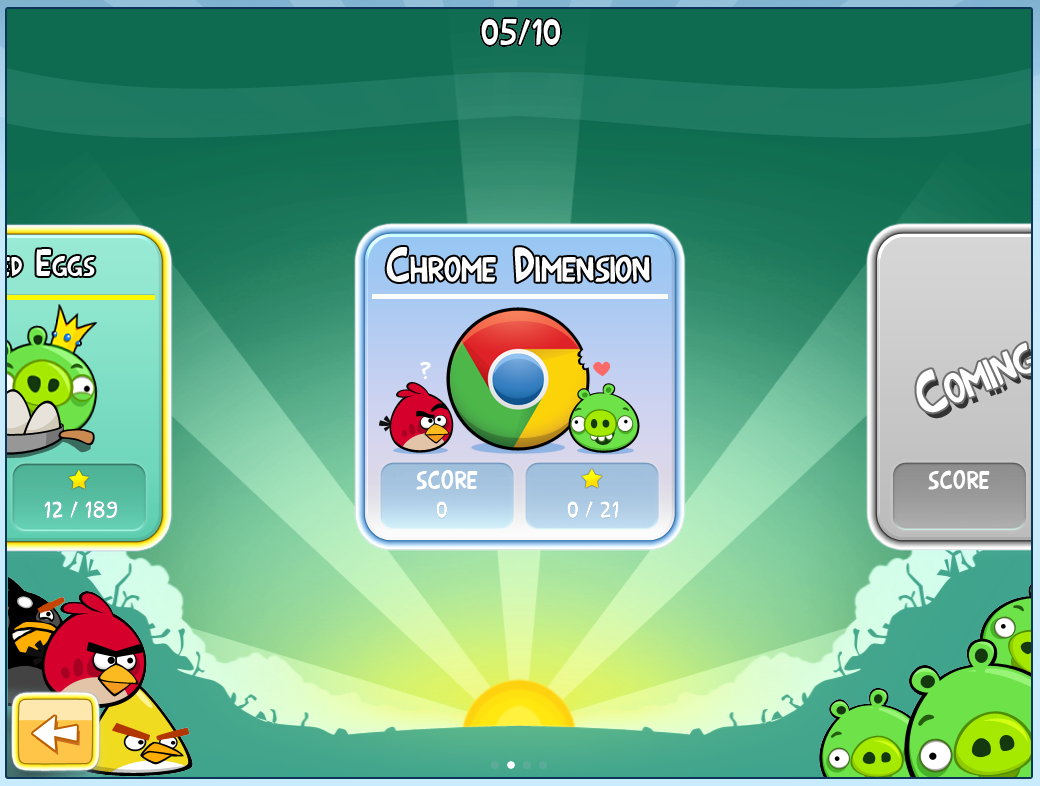 05/10
ED EGGS
12 / 189
CHROME DIMENSION
?
SCORE
0
0 / 21
COMING
SCORE